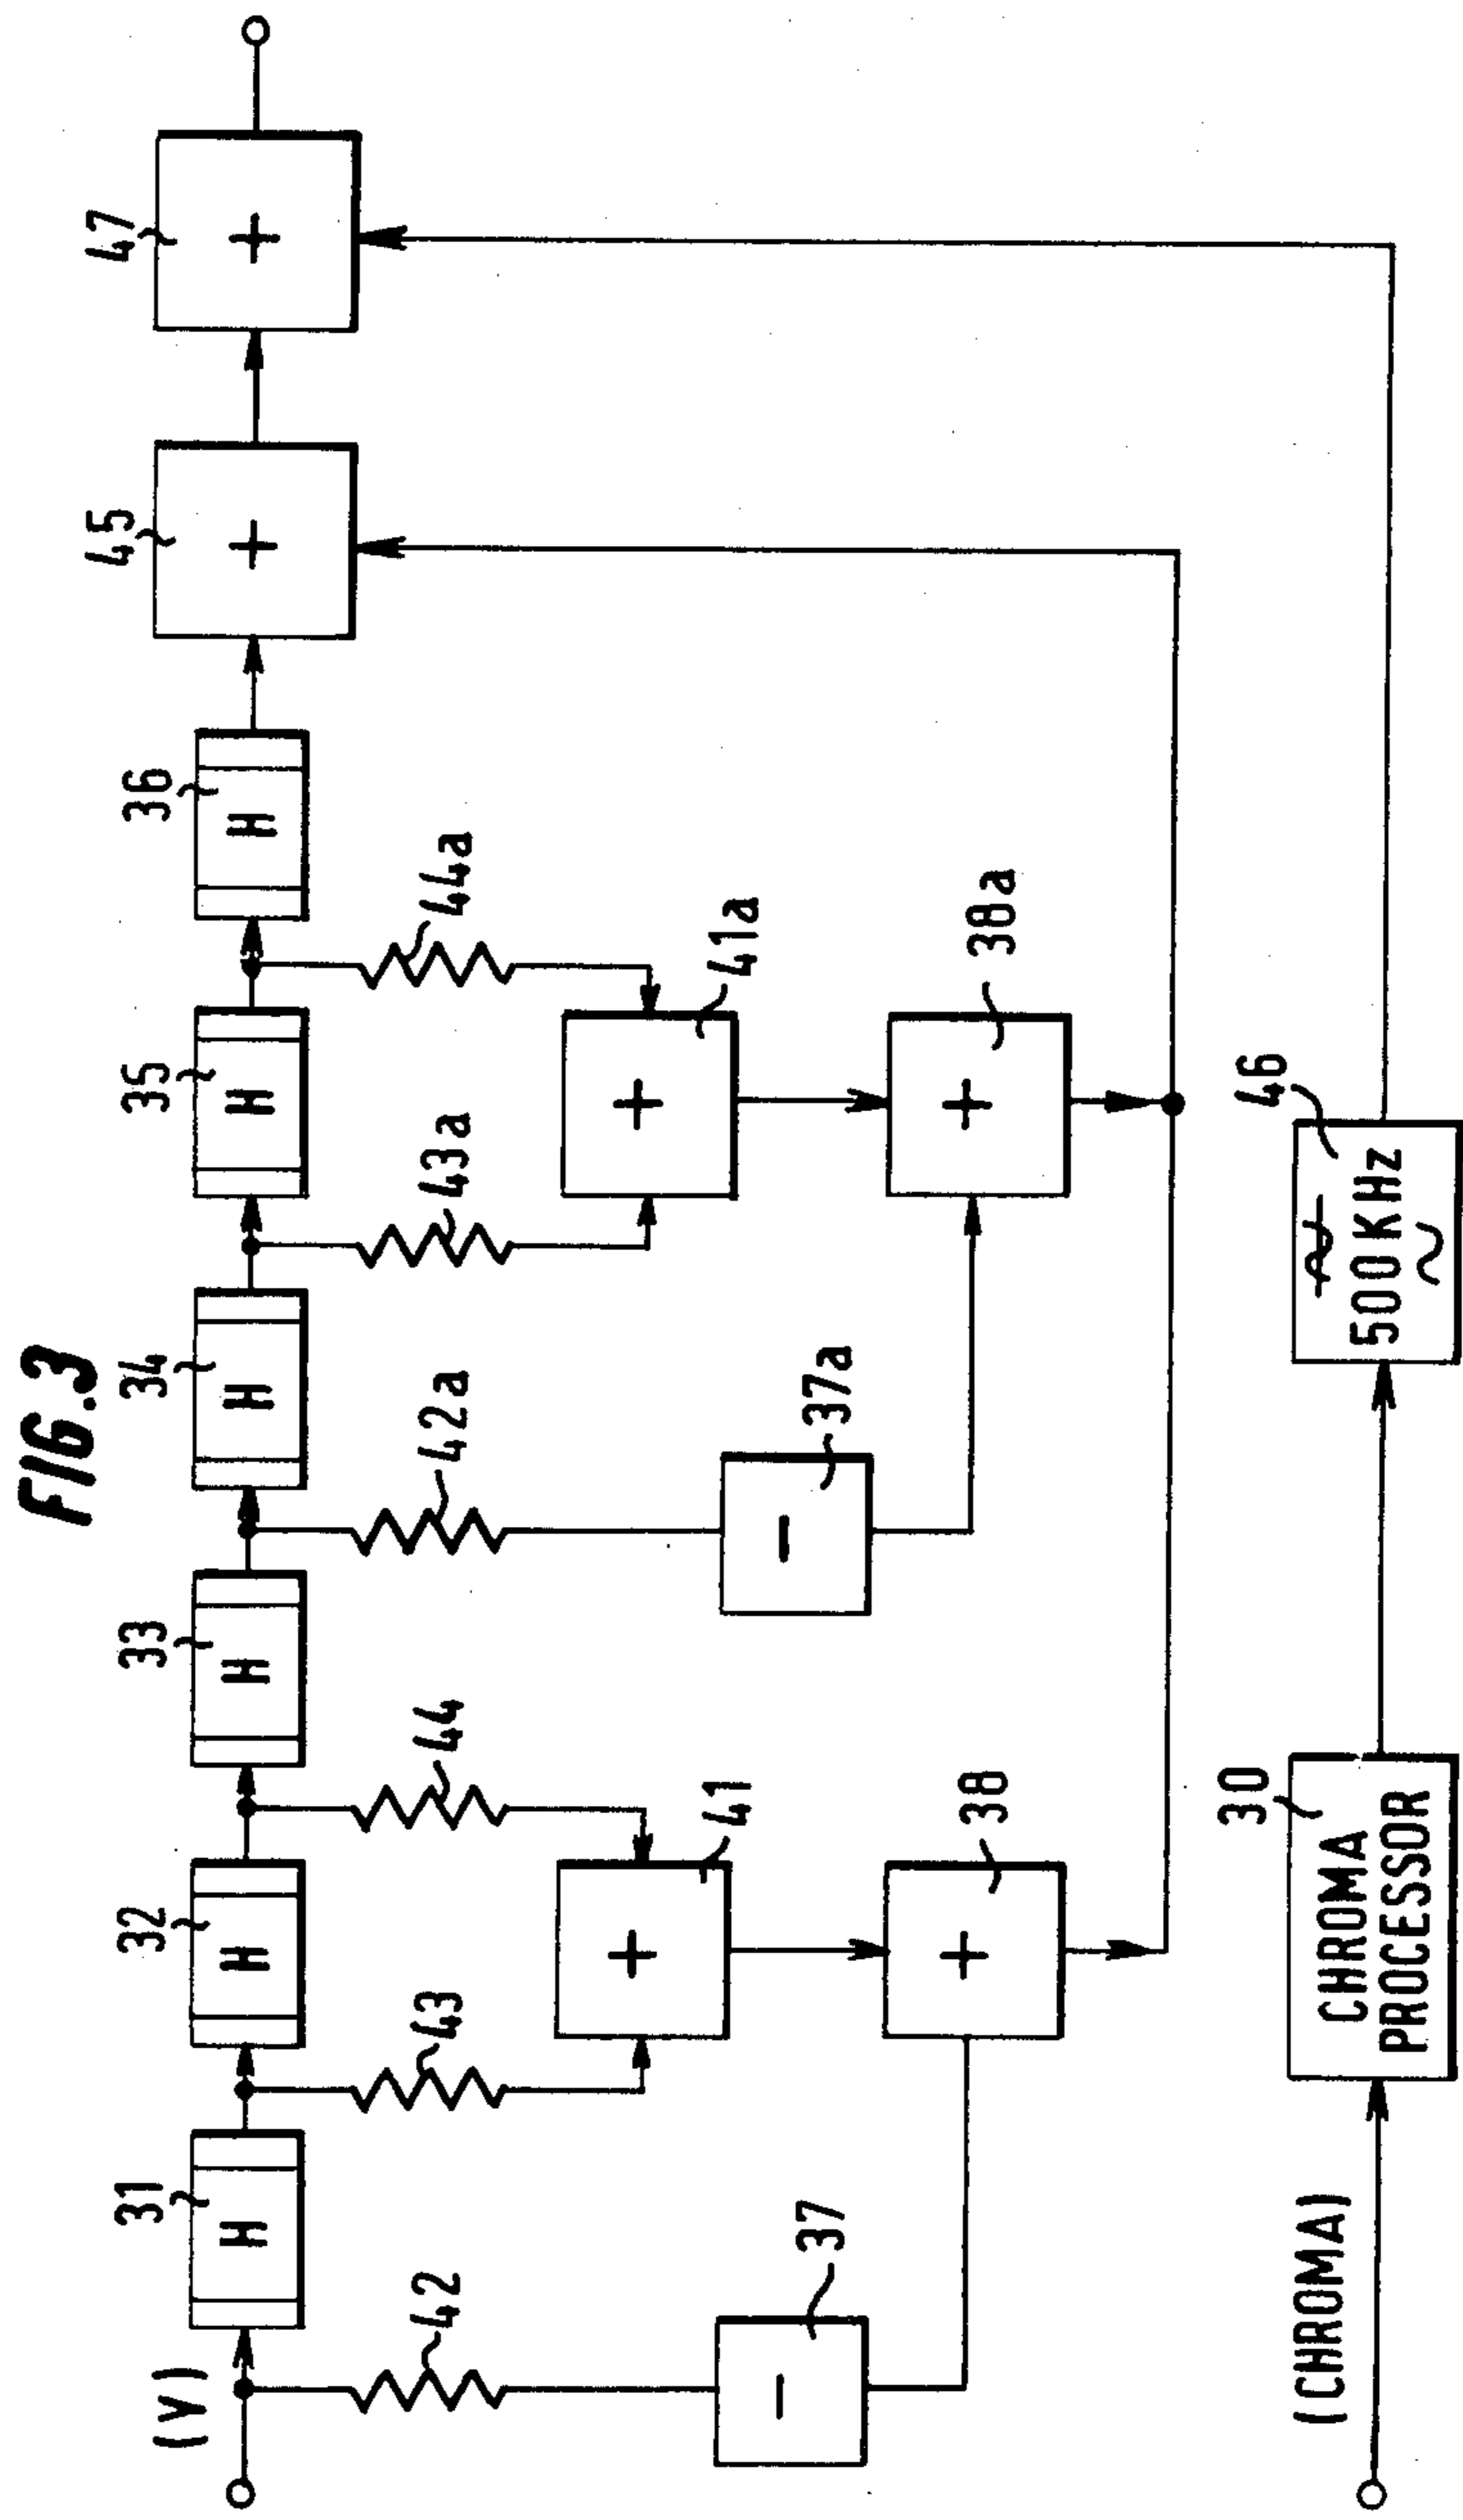 FIG.3
(Y)
31
32
33
34
35
36
45
47
H
H
H
H
H
H
+
+
42
43
44
42a
43a
44a
37
41
37a
41a
-
+
-
+
38
38a
+
+
(CHROMA)
30
CHROMA
PROCESSOR
46
500KHz